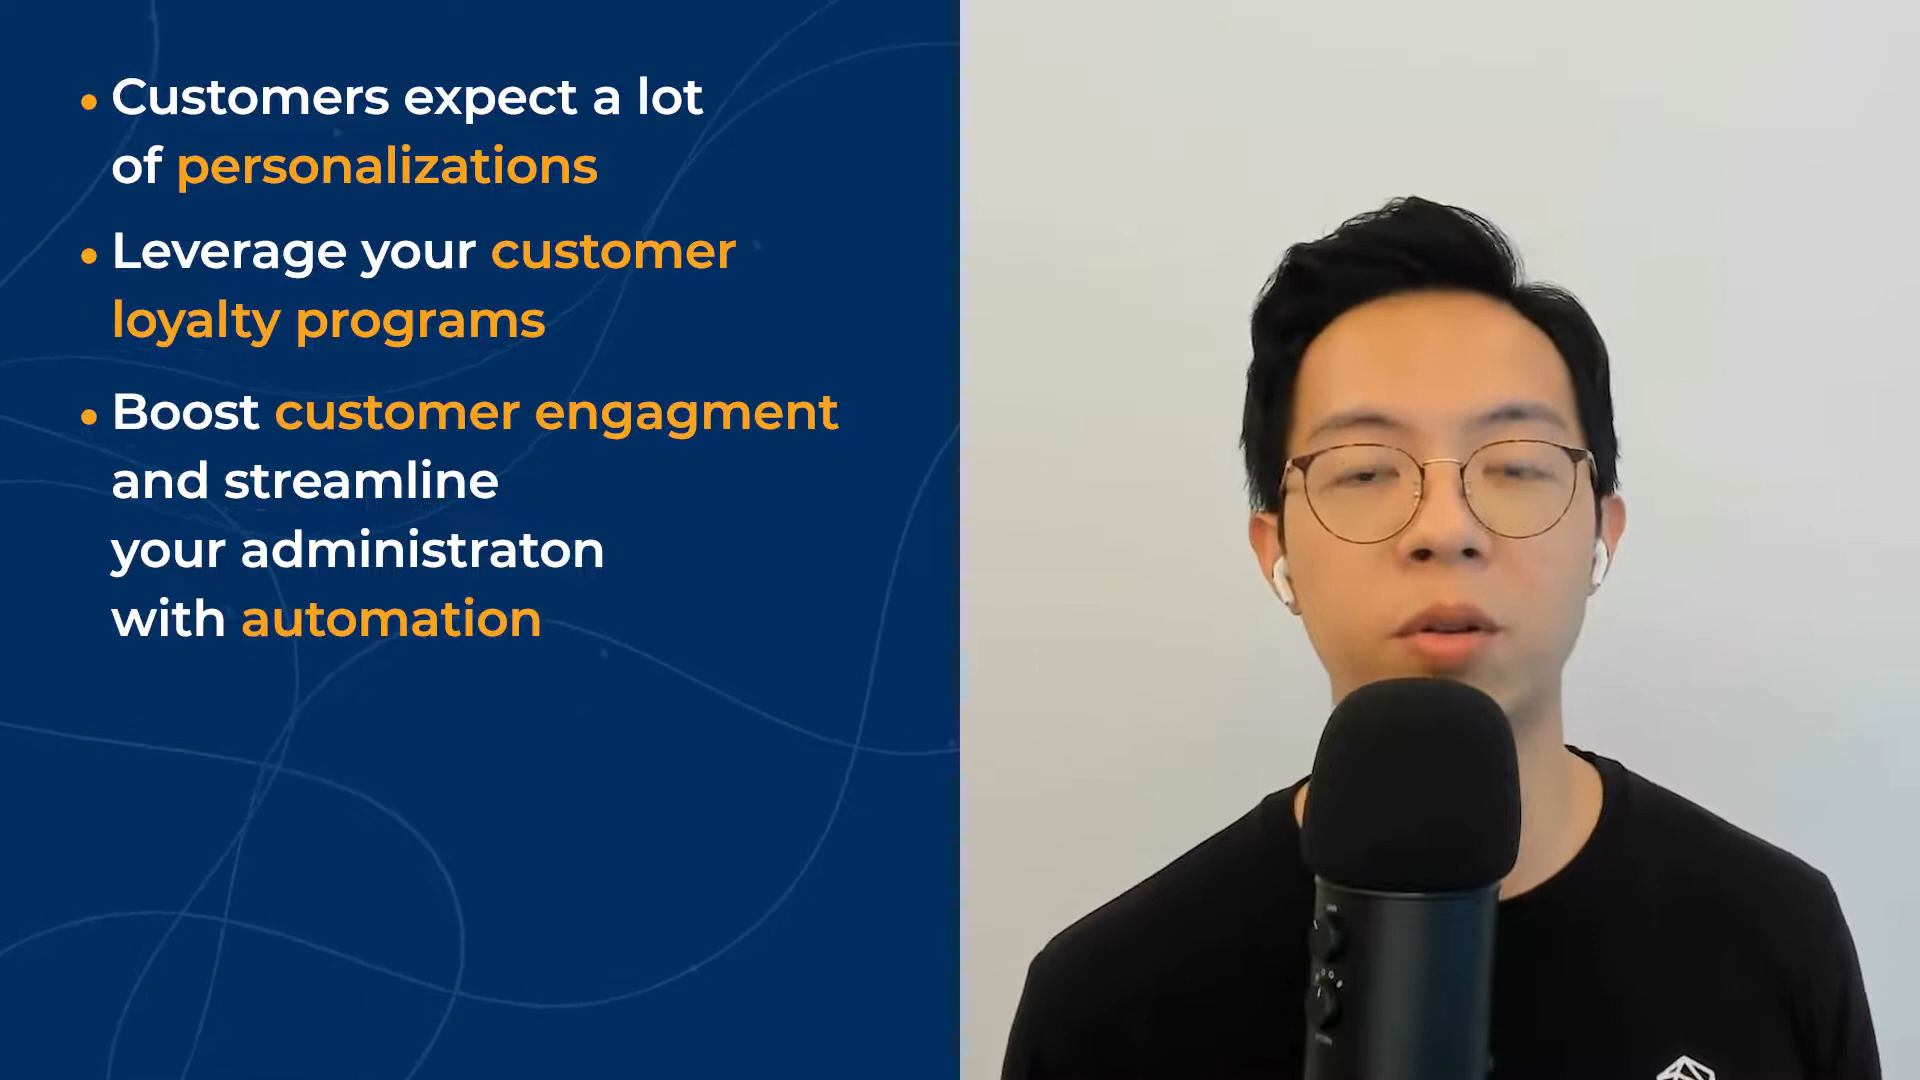 • Customers expect a lot
of personalizations
• Leverage your customer
loyalty programs
• Boost customer engagment
and streamline
your administraton
with automation